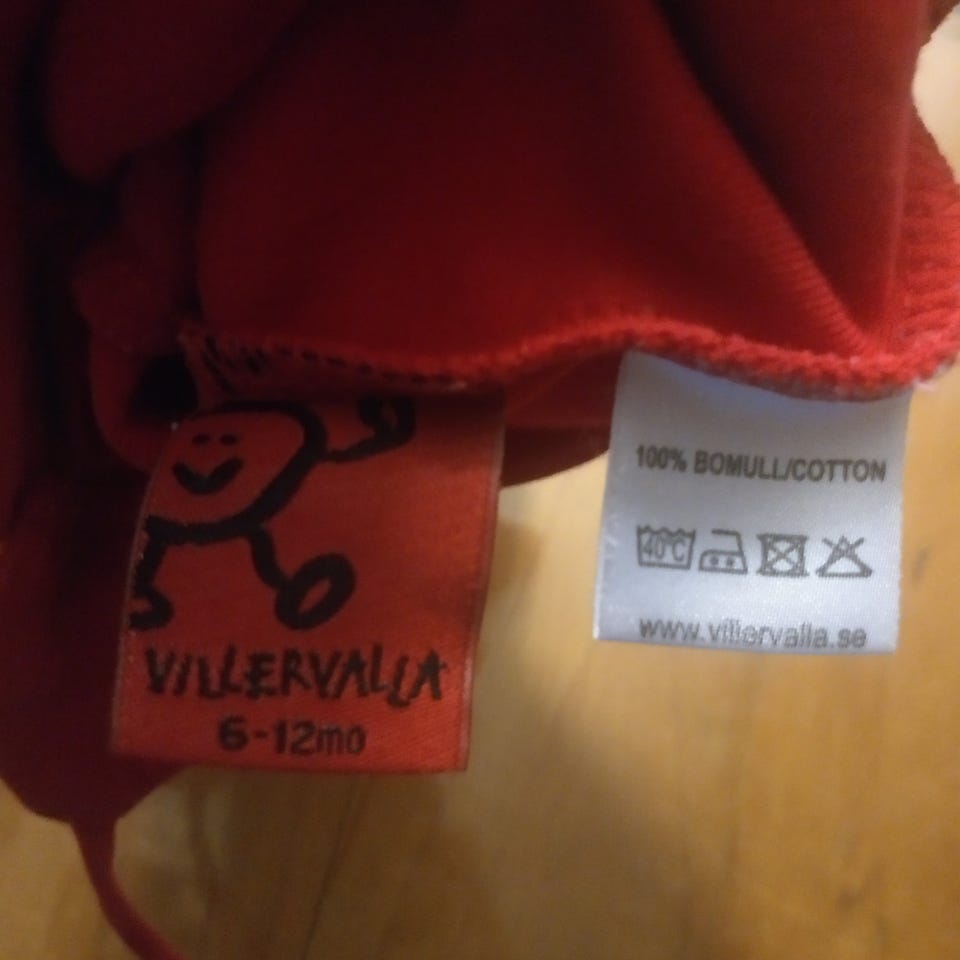 VILLERVALLA
6-12mo
100% BOMULL/COTTON
40°C
www.villervalla.se